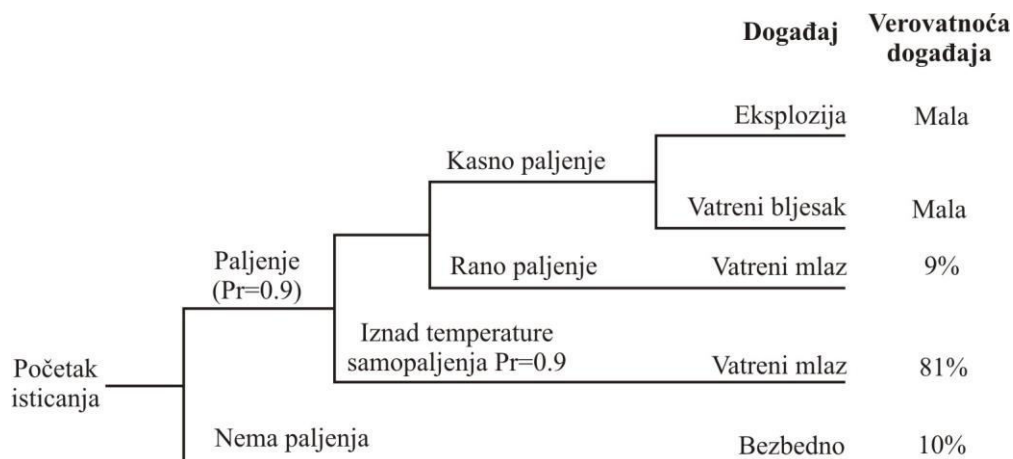 Događaj
Verovatnoća
događaja
Eksplozija
Mala
Kasno paljenje
Vatreni bljesak
Mala
Paljenje
(Pr=0.9)
Rano paljenje
Vatreni mlaz
9%
Iznad temperature
samopaljenja Pr=0.9
Vatreni mlaz
81%
Početak
isticanja
Nema paljenja
Bezbedno
10%